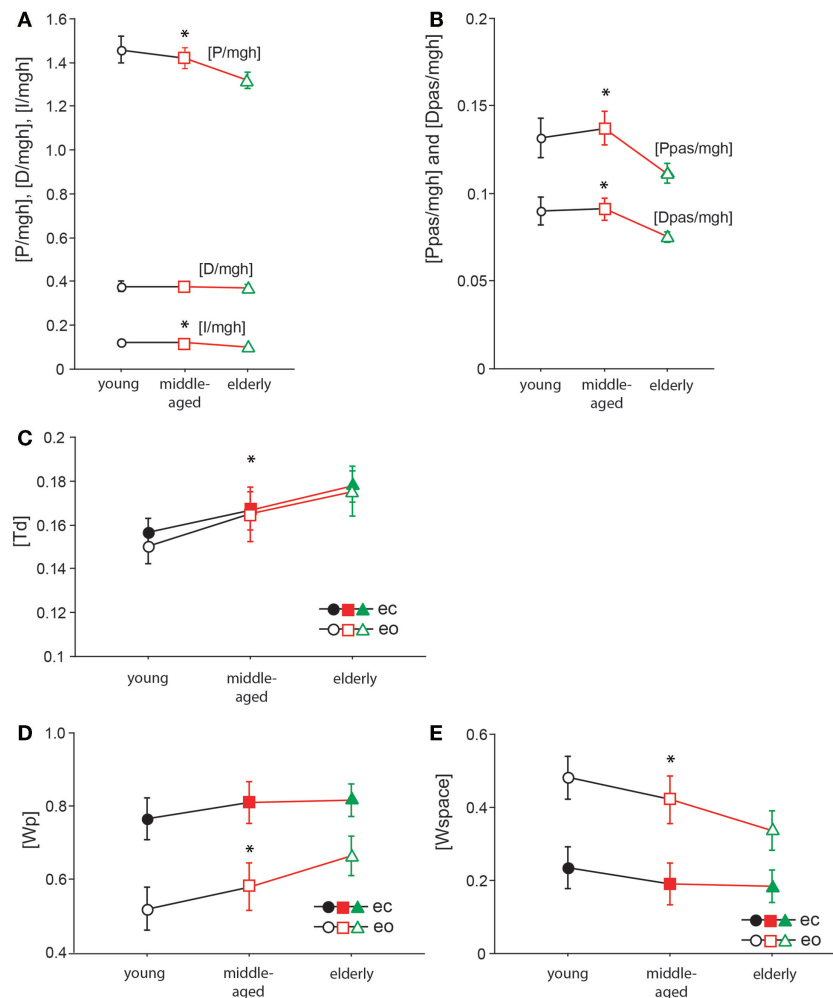 A
[P/mgh], [D/mgh], [I/mgh]
1.6
1.4
1.2
1.0
0.8
0.6
0.4
0.2
0
*
[P/mgh]
[D/mgh]
*
[I/mgh]
young
middle-
aged
elderly
B
[Ppas/mgh] and [Dpas/mgh]
0.2
0.15
0.1
0.05
0
*
[Ppas/mgh]
*
[Dpas/mgh]
young
middle-
aged
elderly
C
[Td]
0.2
0.18
0.16
0.14
0.12
0.1
*
ec
eo
young
middle-
aged
elderly
D
[Wp]
1.0
0.8
0.6
0.4
*
ec
eo
young
middle-
aged
elderly
E
[Wspace]
0.6
0.4
0.2
0
*
ec
eo
young
middle-
aged
elderly